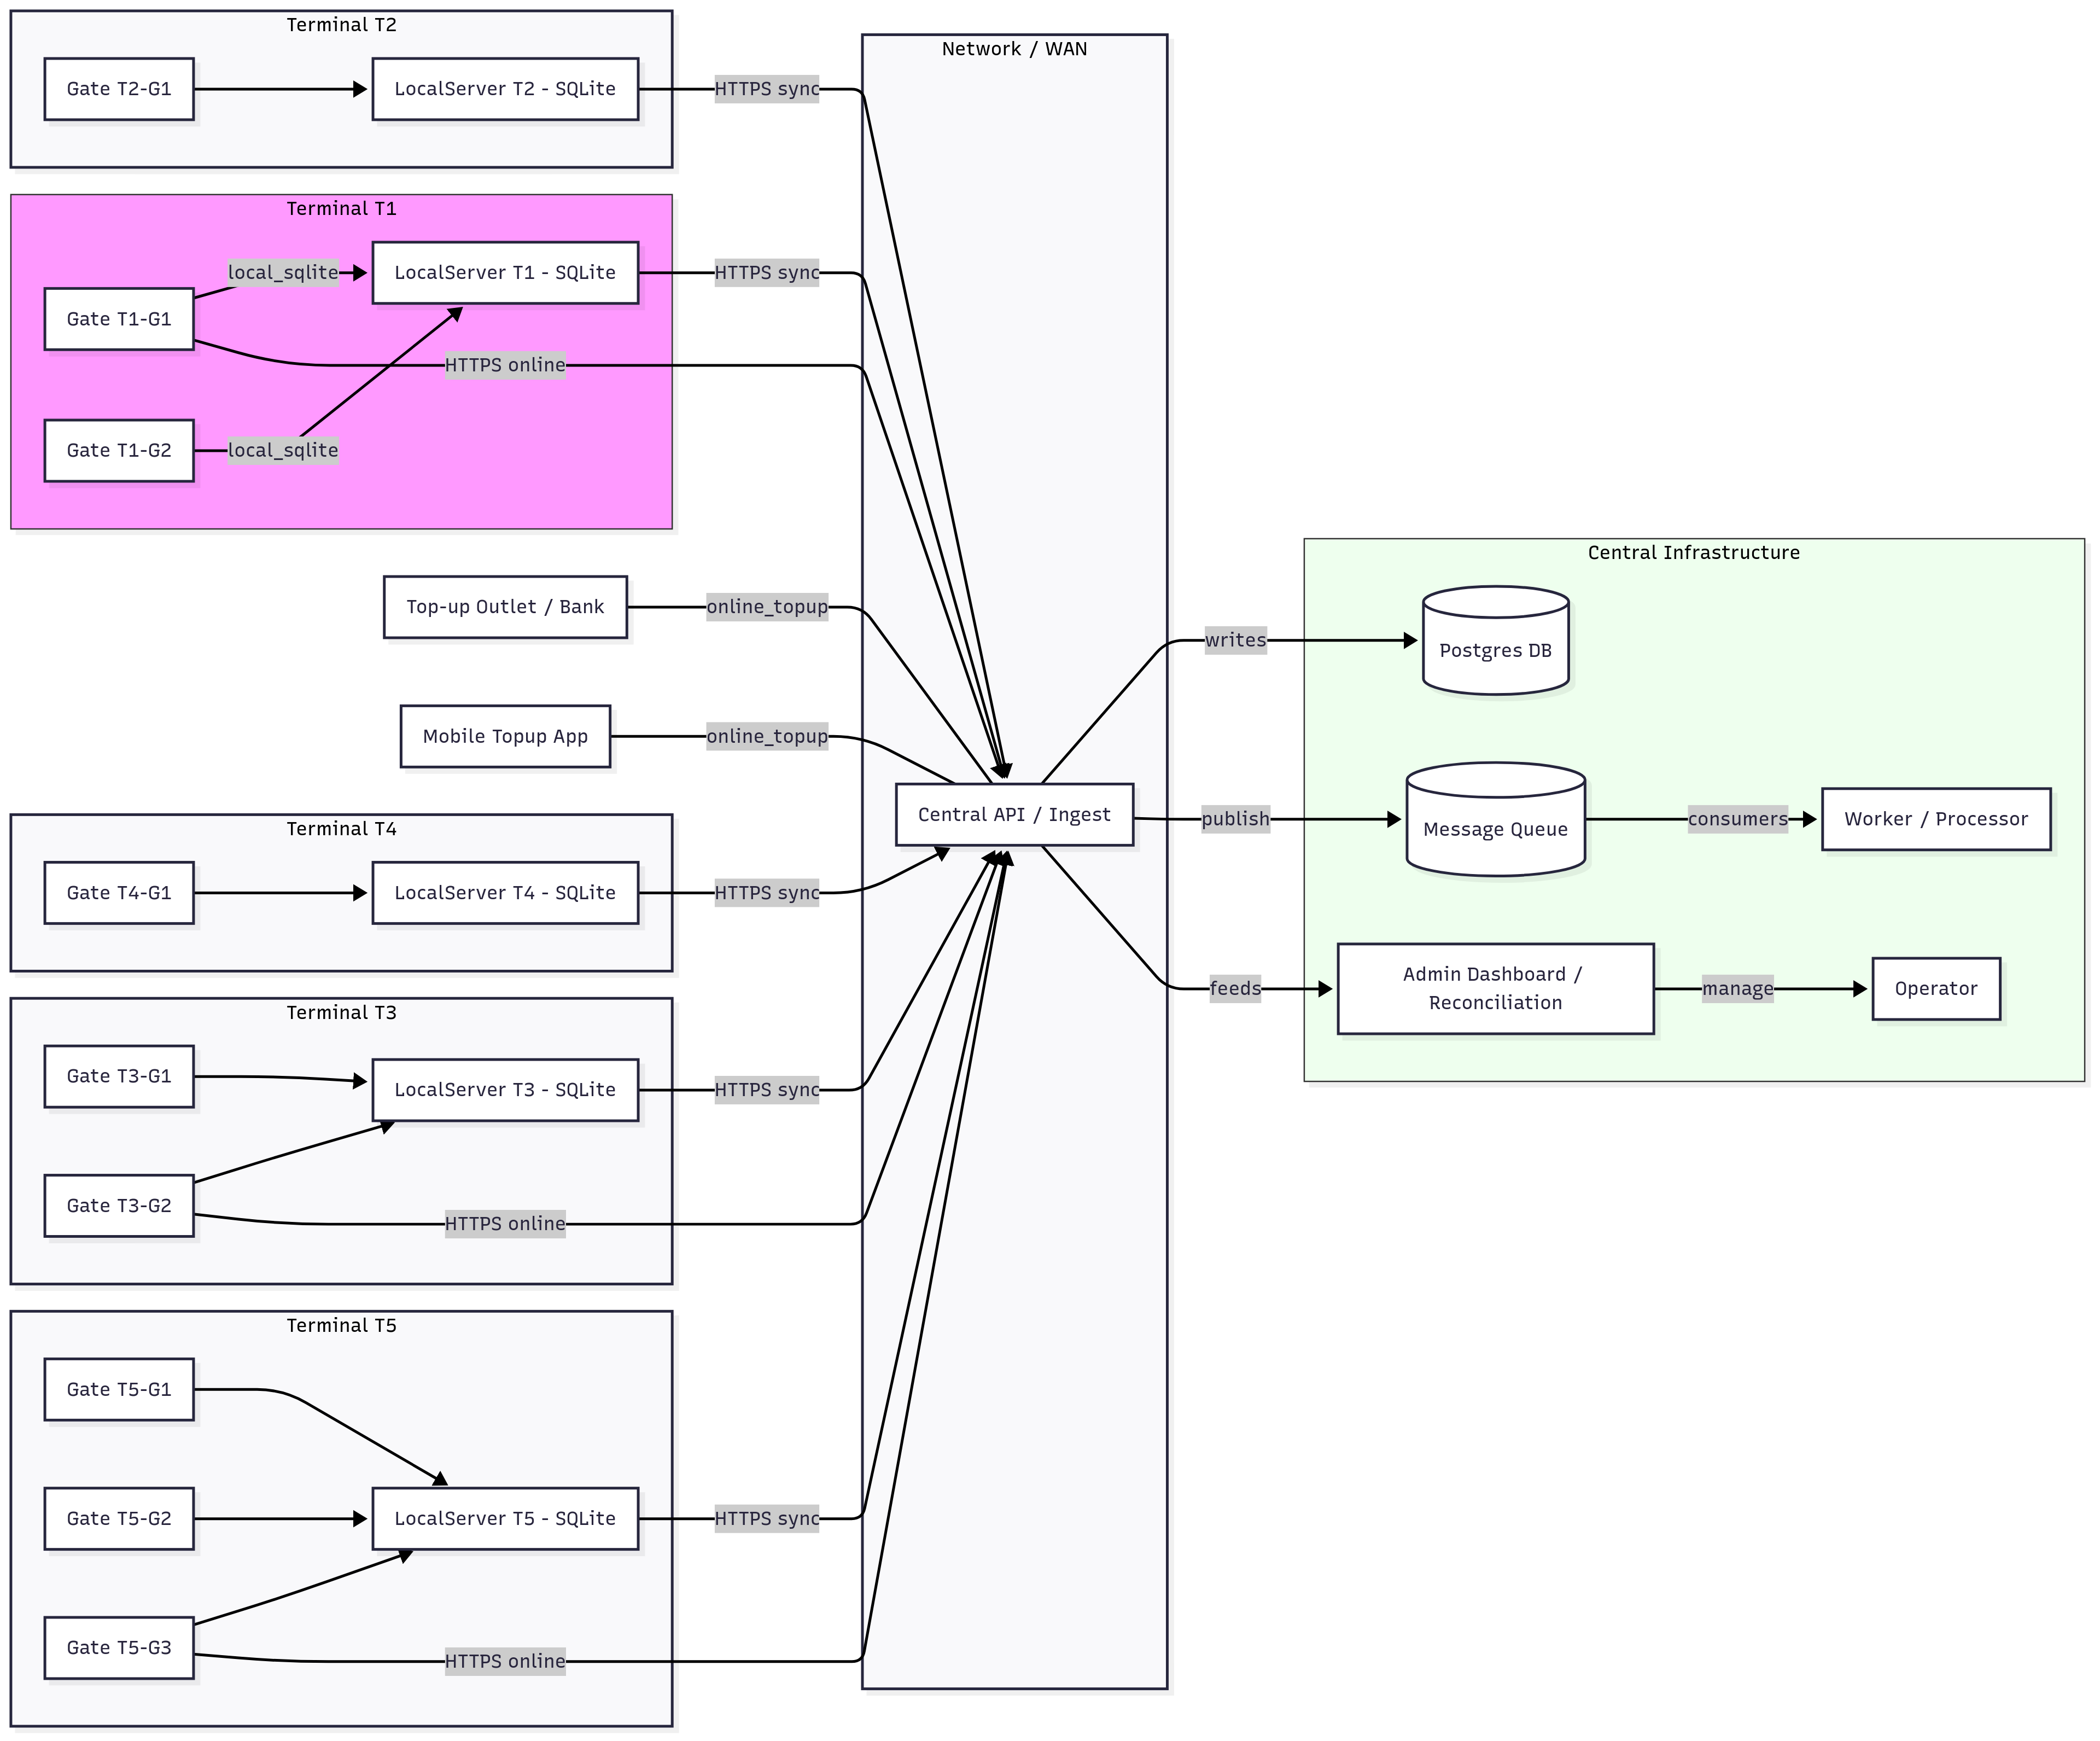 Terminal T2
Gate T2-G1
LocalServer T2 - SQLite
HTTPS sync
Network / WAN
Terminal T1
local_sqlite
LocalServer T1 - SQLite
HTTPS sync
Gate T1-G1
HTTPS online
Gate T1-G2
local_sqlite
Top-up Outlet / Bank
online_topup
Mobile Topup App
online_topup
Central API / Ingest
Terminal T4
Gate T4-G1
LocalServer T4 - SQLite
HTTPS sync
Terminal T3
Gate T3-G1
LocalServer T3 - SQLite
HTTPS sync
Gate T3-G2
HTTPS online
Terminal T5
Gate T5-G1
Gate T5-G2
LocalServer T5 - SQLite
HTTPS sync
Gate T5-G3
HTTPS online
Central Infrastructure
writes
Postgres DB
publish
Message Queue
consumers
Worker / Processor
feeds
Admin Dashboard /
Reconciliation
manage
Operator